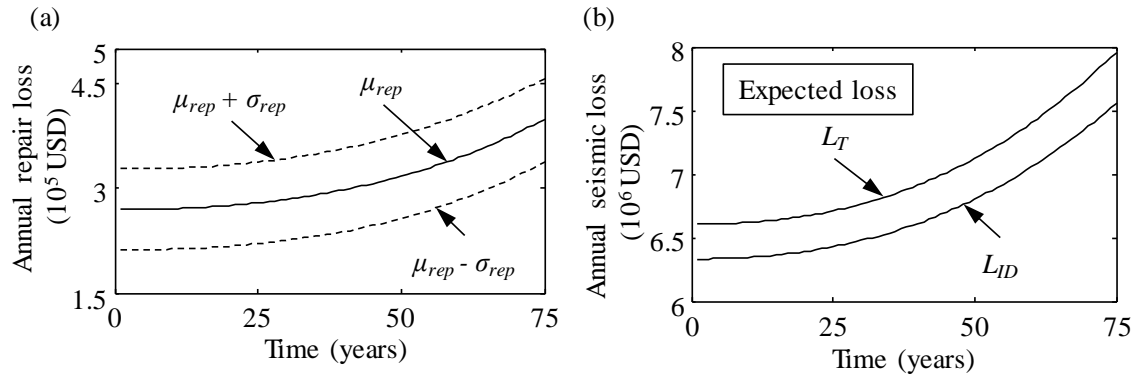 (a)
Annual repair loss
(10⁵ USD)
5
4.5
3
1.5
0
25
50
75
Time (years)
μrep + σrep
μrep
μrep - σrep
(b)
Annual seismic loss
(10⁶ USD)
8
7.5
7
6.5
6
0
25
50
75
Time (years)
Expected loss
LT
LID